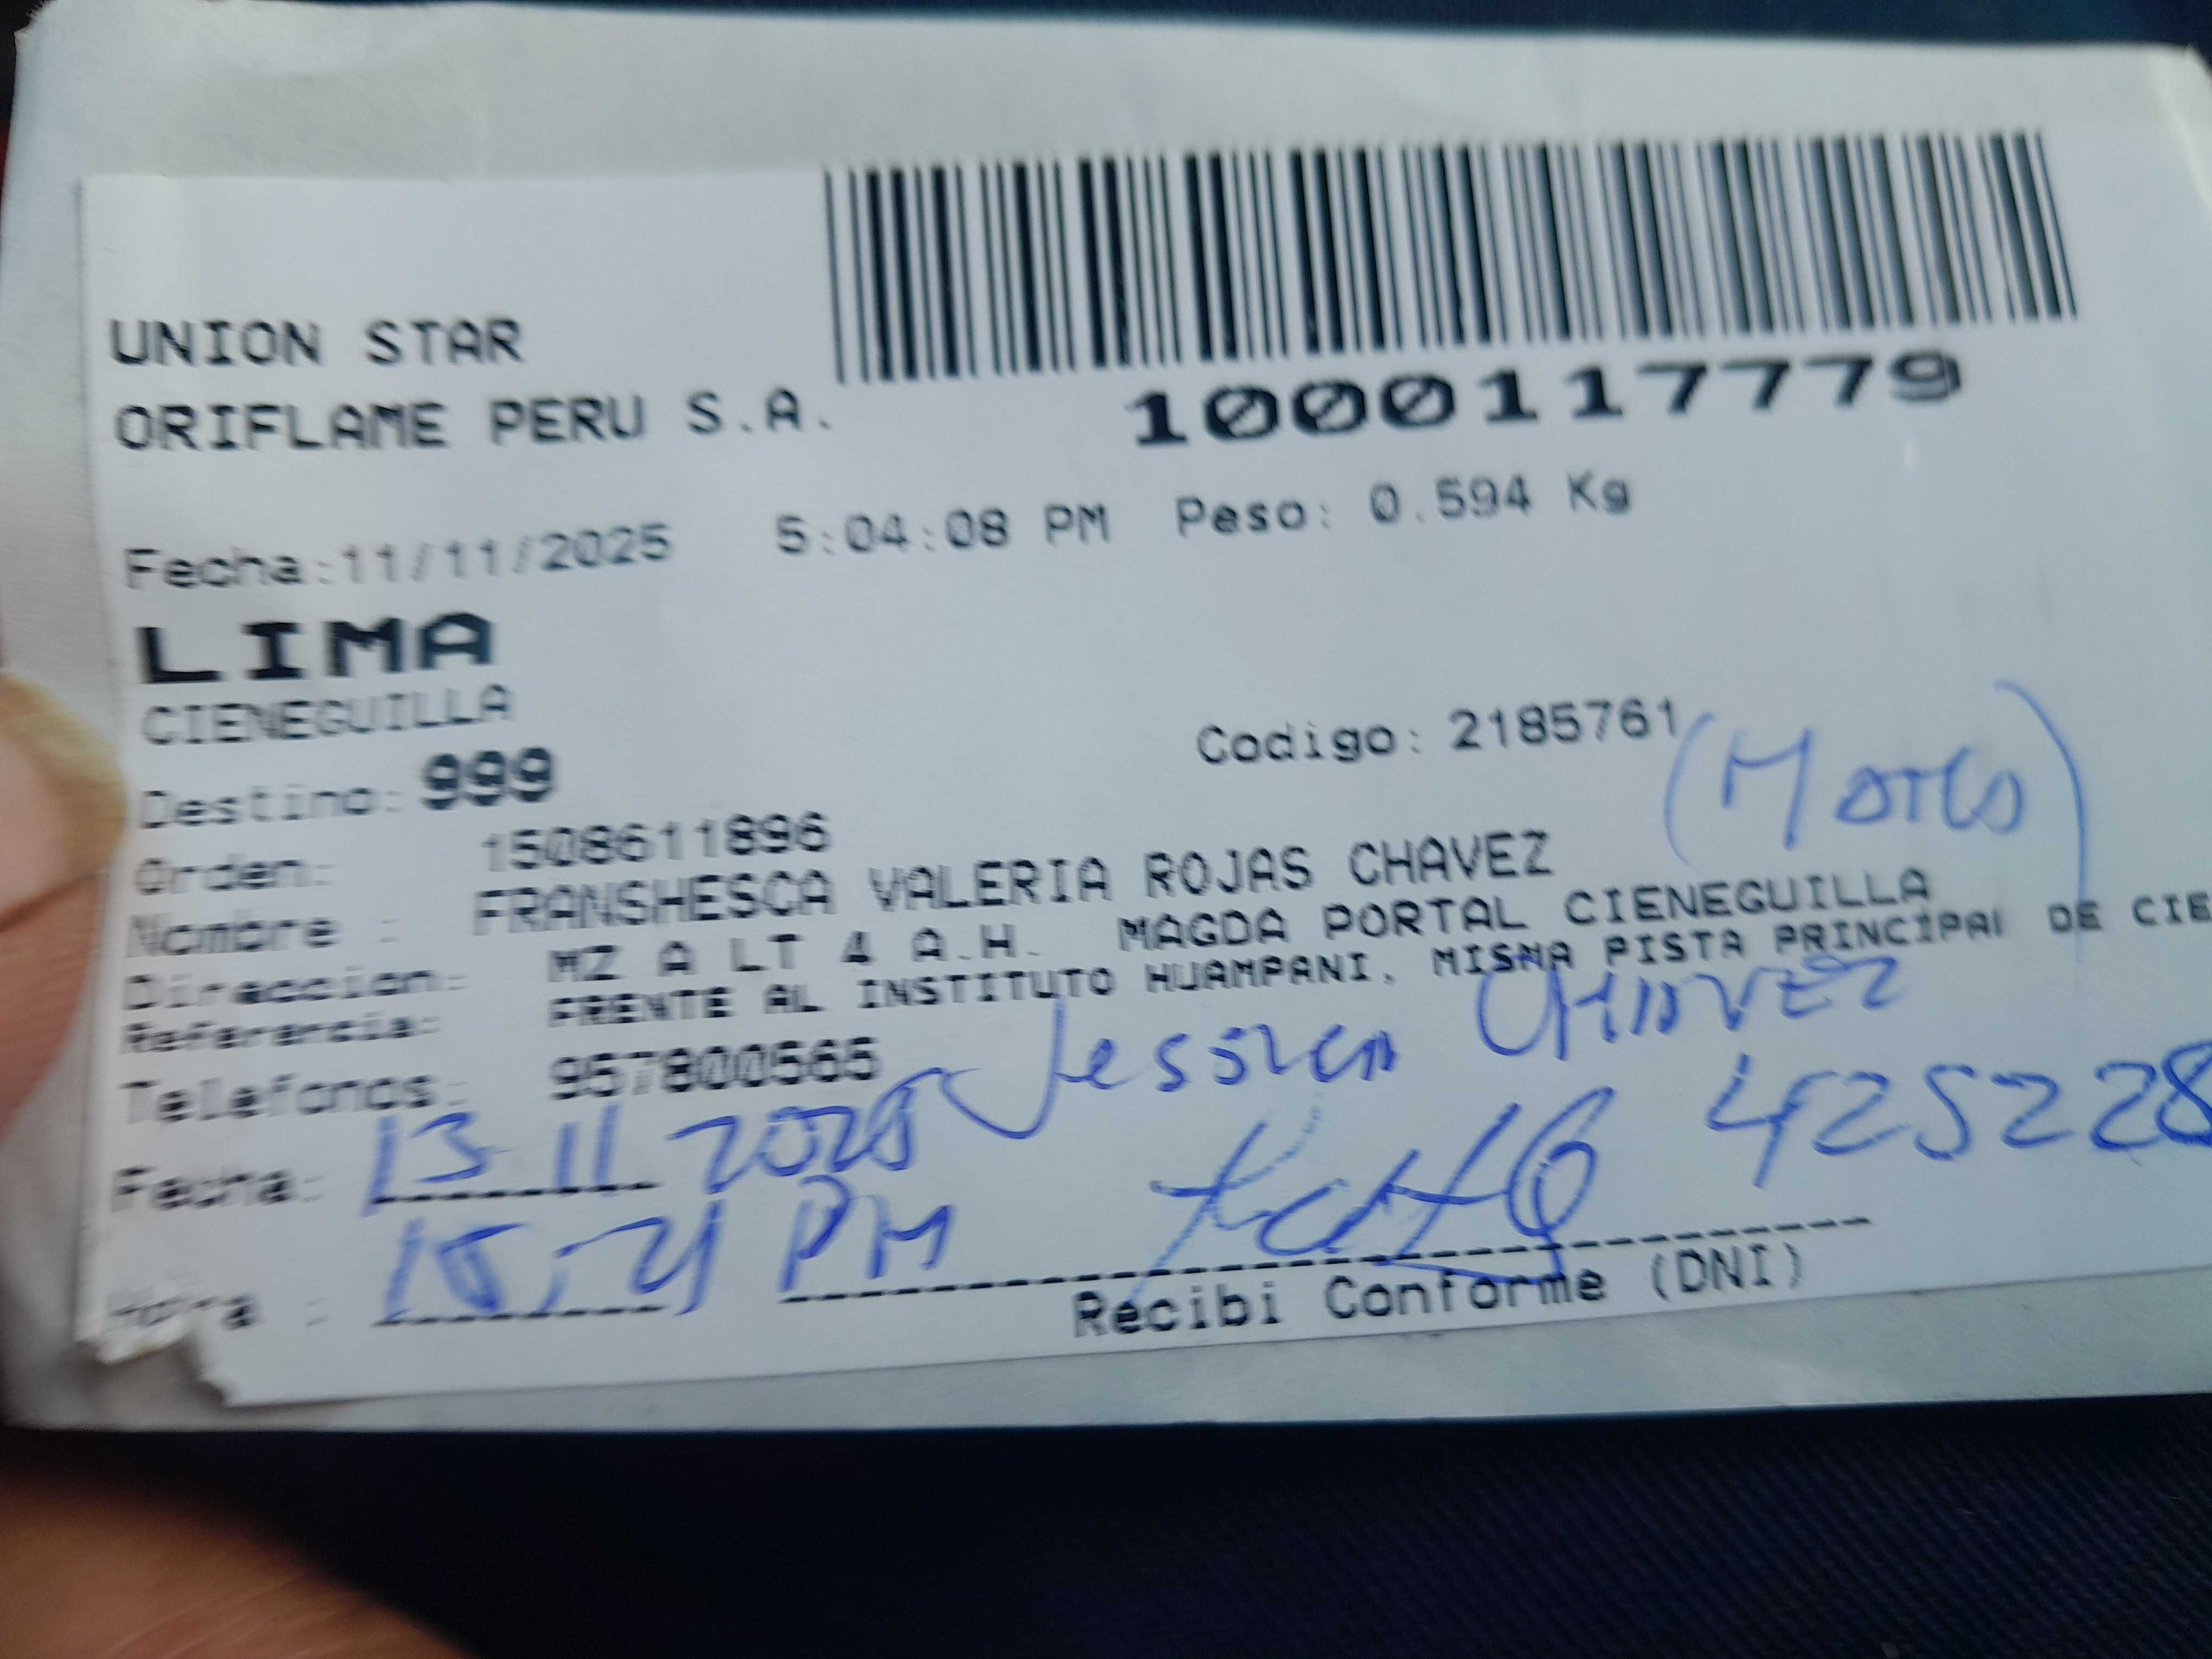 UNION STAR
ORIFLAME PERU S.A.
1000117779
Fecha:11/11/2025 5:04:08 PM Peso: 0.594 Kg
LIMA
CIENEGUILLA
Destino: 999 Codigo: 2185761
Orden: 1508611896
Nombre : FRANSHESCA VALERIA ROJAS CHAVEZ
Direccion: MZ A LT 4 A.H. MAGDA PORTAL CIENEGUILLA
Referencia: FRENTE AL INSTITUTO HUAMPANI, MISMA PISTA PRINCIPAL DE CIE
Telefonos: 957800565 Jessica CHAVEZ
Fecha: 13 11 2025 425228
Hora : PM
Recibi Conforme (DNI)